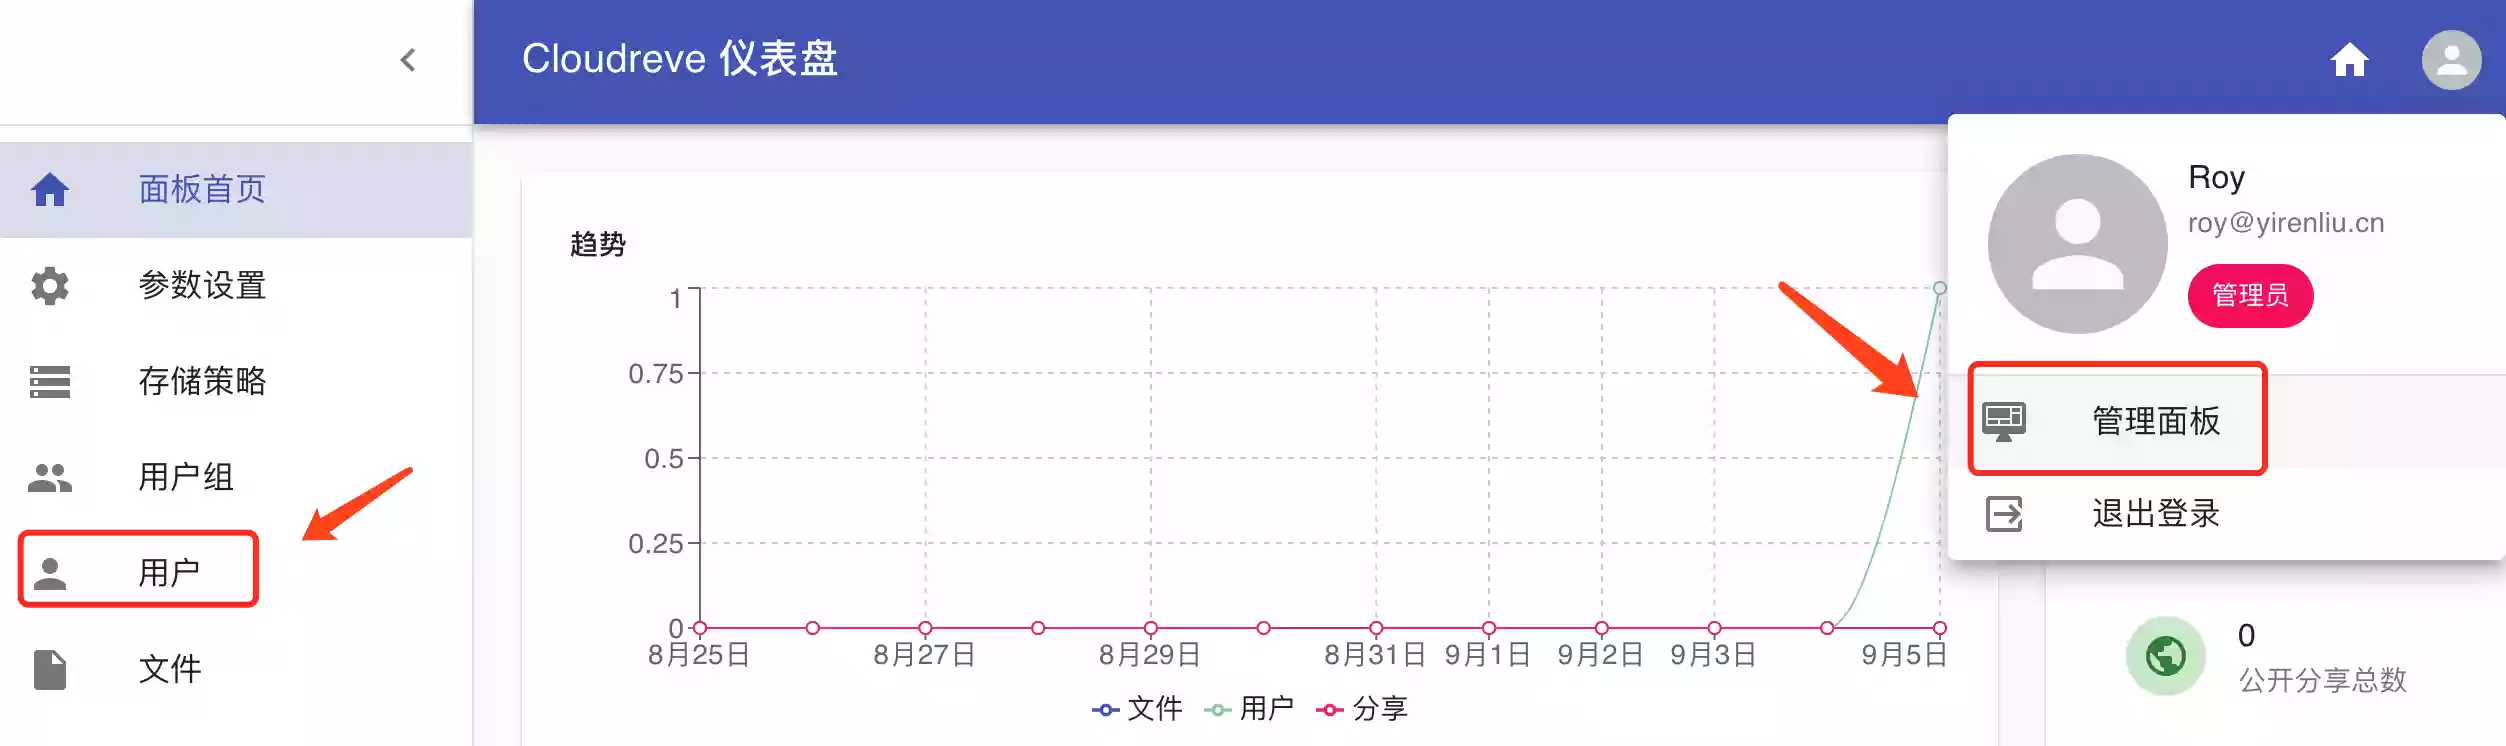 Cloudreve 仪表盘
面板首页
参数设置
存储策略
用户组
用户
文件
趋势
1
0.75
0.5
0.25
0
8月25日 8月27日 8月29日 8月31日 9月1日 9月2日 9月3日 9月5日
文件 用户 分享
Roy
roy@yirenliu.cn
管理员
管理面板
退出登录
0
公开分享总数